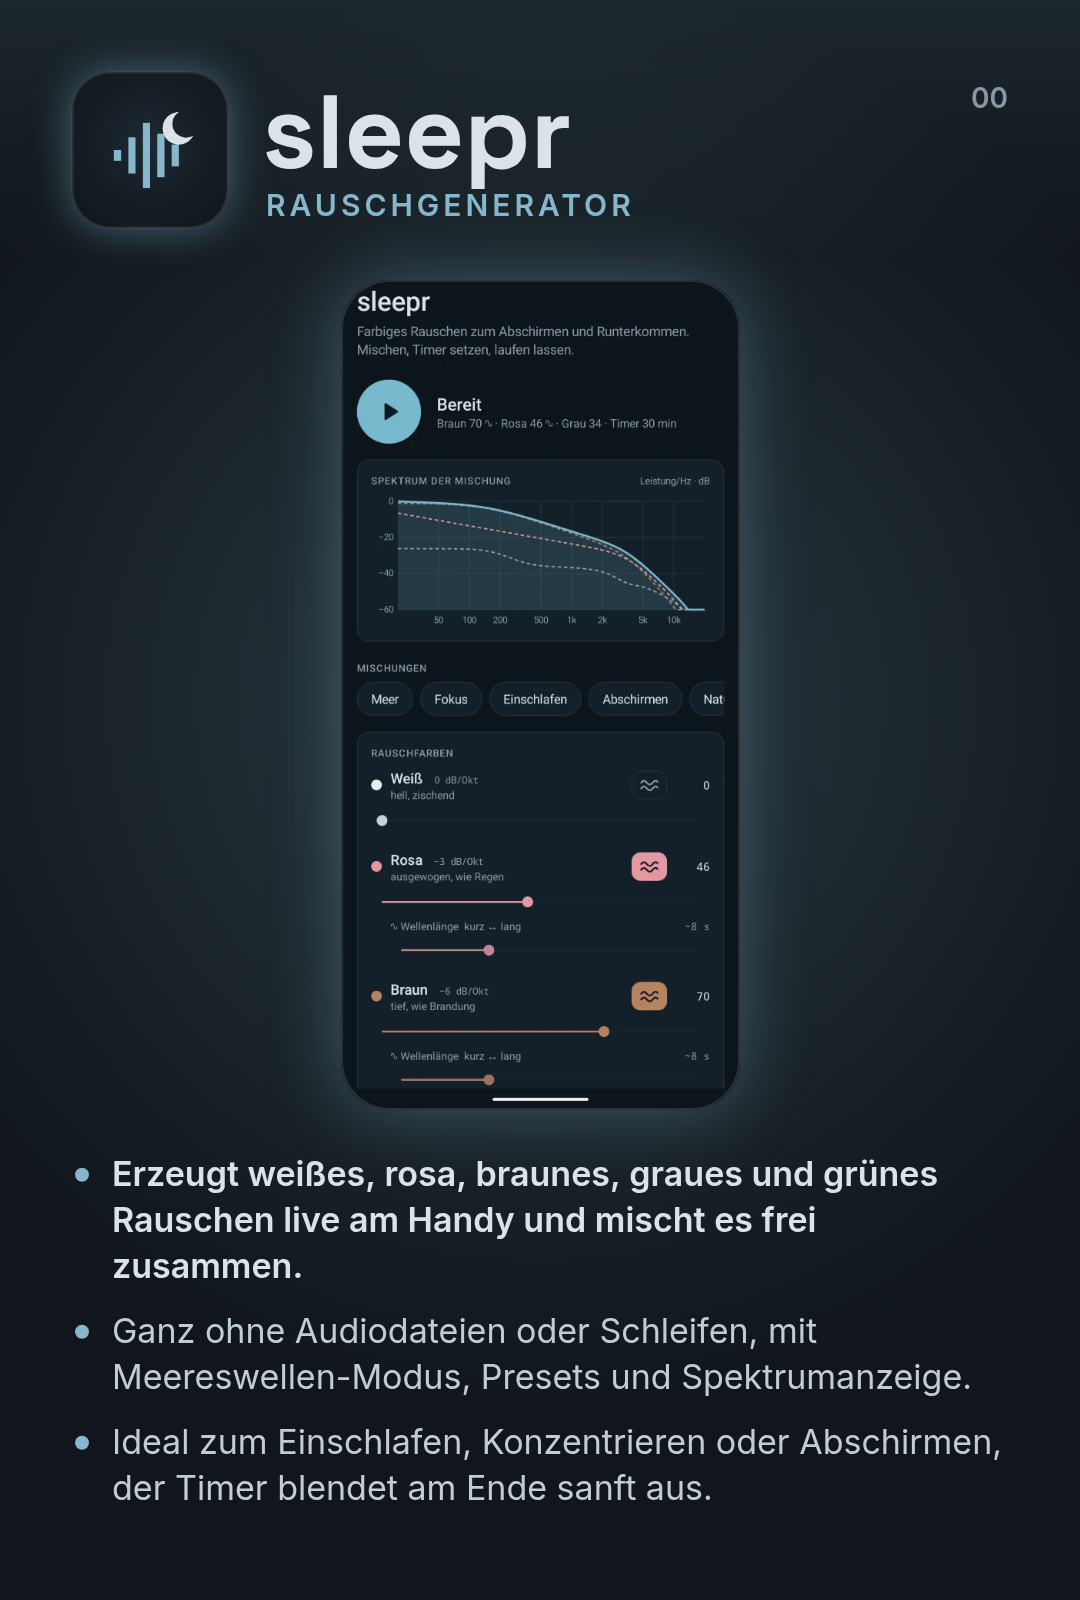 00
sleepr
RAUSCHGENERATOR
sleepr
Farbiges Rauschen zum Abschirmen und Runterkommen.
Mischen, Timer setzen, laufen lassen.
Bereit
Braun 70 ∿ · Rosa 46 ∿ · Grau 34 · Timer 30 min
SPEKTRUM DER MISCHUNG Leistung/Hz · dB
0
−20
−40
−60
50 100 200 500 1k 2k 5k 10k
MISCHUNGEN
Meer Fokus Einschlafen Abschirmen Nat
RAUSCHFARBEN
Weiß 0 dB/Okt 0
hell, zischend
Rosa −3 dB/Okt 46
ausgewogen, wie Regen
∿ Wellenlänge kurz ↔ lang ~8 s
Braun −6 dB/Okt 70
tief, wie Brandung
∿ Wellenlänge kurz ↔ lang ~8 s
Erzeugt weißes, rosa, braunes, graues und grünes
Rauschen live am Handy und mischt es frei
zusammen.
Ganz ohne Audiodateien oder Schleifen, mit
Meereswellen-Modus, Presets und Spektrumanzeige.
Ideal zum Einschlafen, Konzentrieren oder Abschirmen,
der Timer blendet am Ende sanft aus.